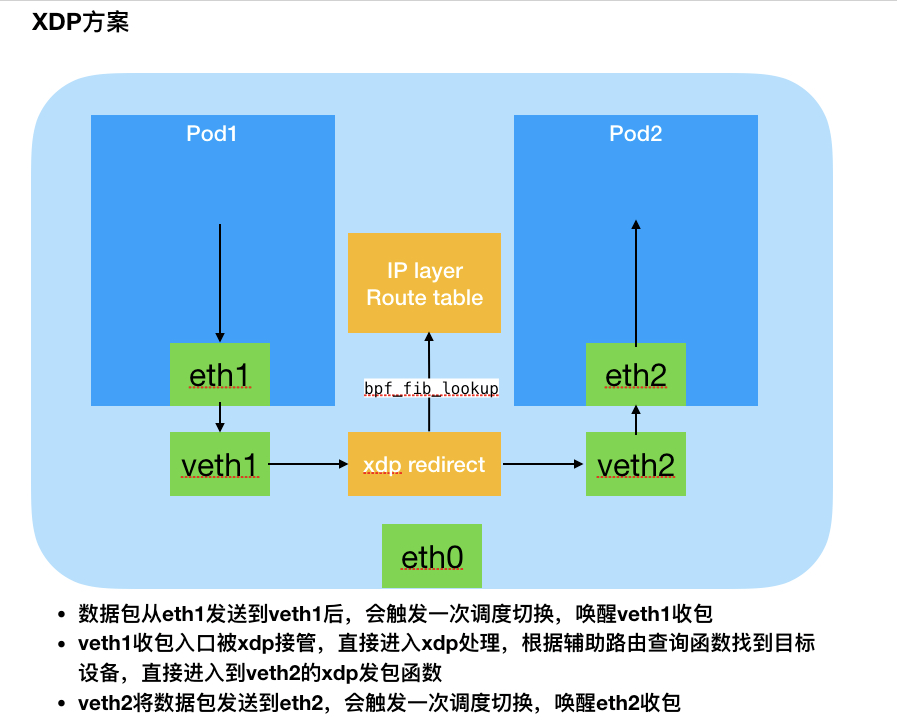 XDP方案
Pod1
Pod2
IP layer
Route table
eth1
bpf_fib_lookup
eth2
veth1
xdp redirect
veth2
eth0
• 数据包从eth1发送到veth1后，会触发一次调度切换，唤醒veth1收包
• veth1收包入口被xdp接管，直接进入xdp处理，根据辅助路由查询函数找到目标
设备，直接进入到veth2的xdp发包函数
• veth2将数据包发送到eth2，会触发一次调度切换，唤醒eth2收包